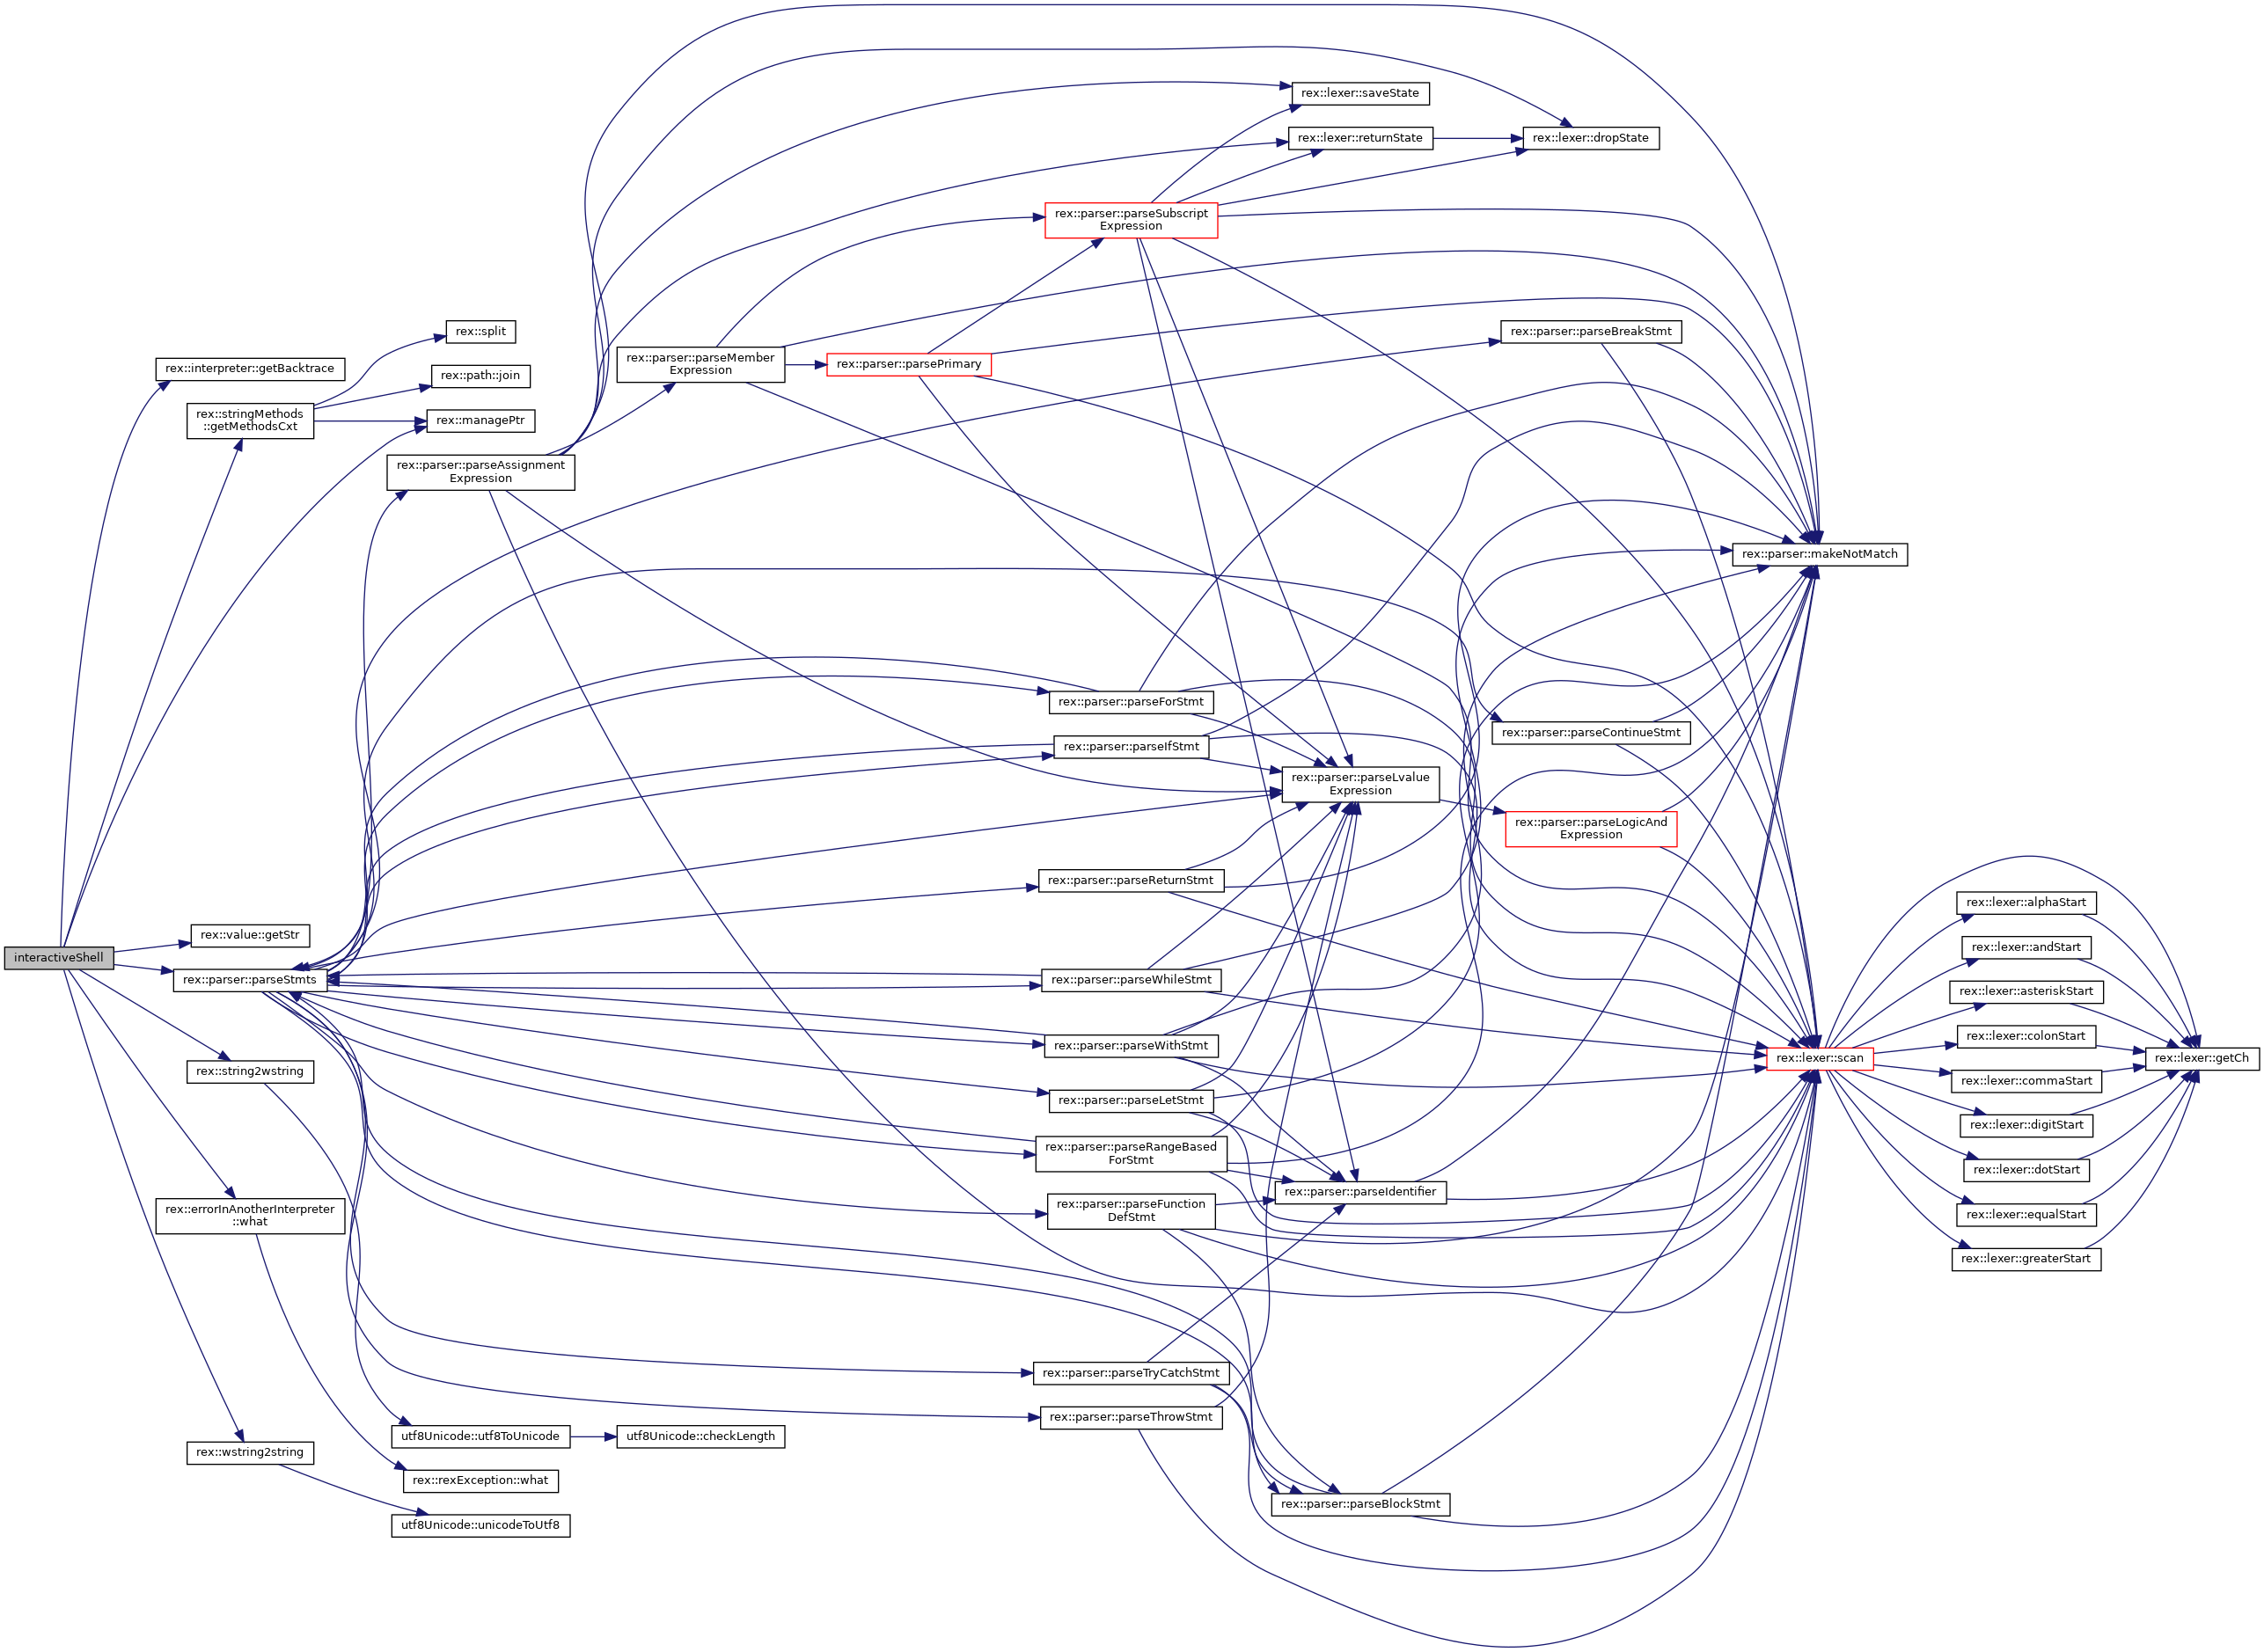 interactiveShell
rex::interpreter::getBacktrace
rex::stringMethods
::getMethodsCxt
rex::split
rex::path::join
rex::managePtr
rex::value::getStr
rex::parser::parseStmts
rex::string2wstring
rex::errorInAnotherInterpreter
::what
rex::wstring2string
rex::parser::parseAssignment
Expression
utf8Unicode::utf8ToUnicode
utf8Unicode::checkLength
rex::rexException::what
utf8Unicode::unicodeToUtf8
rex::parser::parseMember
Expression
rex::parser::parsePrimary
rex::parser::parseSubscript
Expression
rex::lexer::saveState
rex::lexer::returnState
rex::lexer::dropState
rex::parser::parseBreakStmt
rex::parser::makeNotMatch
rex::parser::parseForStmt
rex::parser::parseIfStmt
rex::parser::parseLvalue
Expression
rex::parser::parseContinueStmt
rex::parser::parseLogicAnd
Expression
rex::parser::parseReturnStmt
rex::parser::parseWhileStmt
rex::parser::parseWithStmt
rex::parser::parseLetStmt
rex::parser::parseRangeBased
ForStmt
rex::parser::parseFunction
DefStmt
rex::parser::parseIdentifier
rex::parser::parseTryCatchStmt
rex::parser::parseThrowStmt
rex::parser::parseBlockStmt
rex::lexer::scan
rex::lexer::alphaStart
rex::lexer::andStart
rex::lexer::asteriskStart
rex::lexer::colonStart
rex::lexer::commaStart
rex::lexer::digitStart
rex::lexer::dotStart
rex::lexer::equalStart
rex::lexer::greaterStart
rex::lexer::getCh